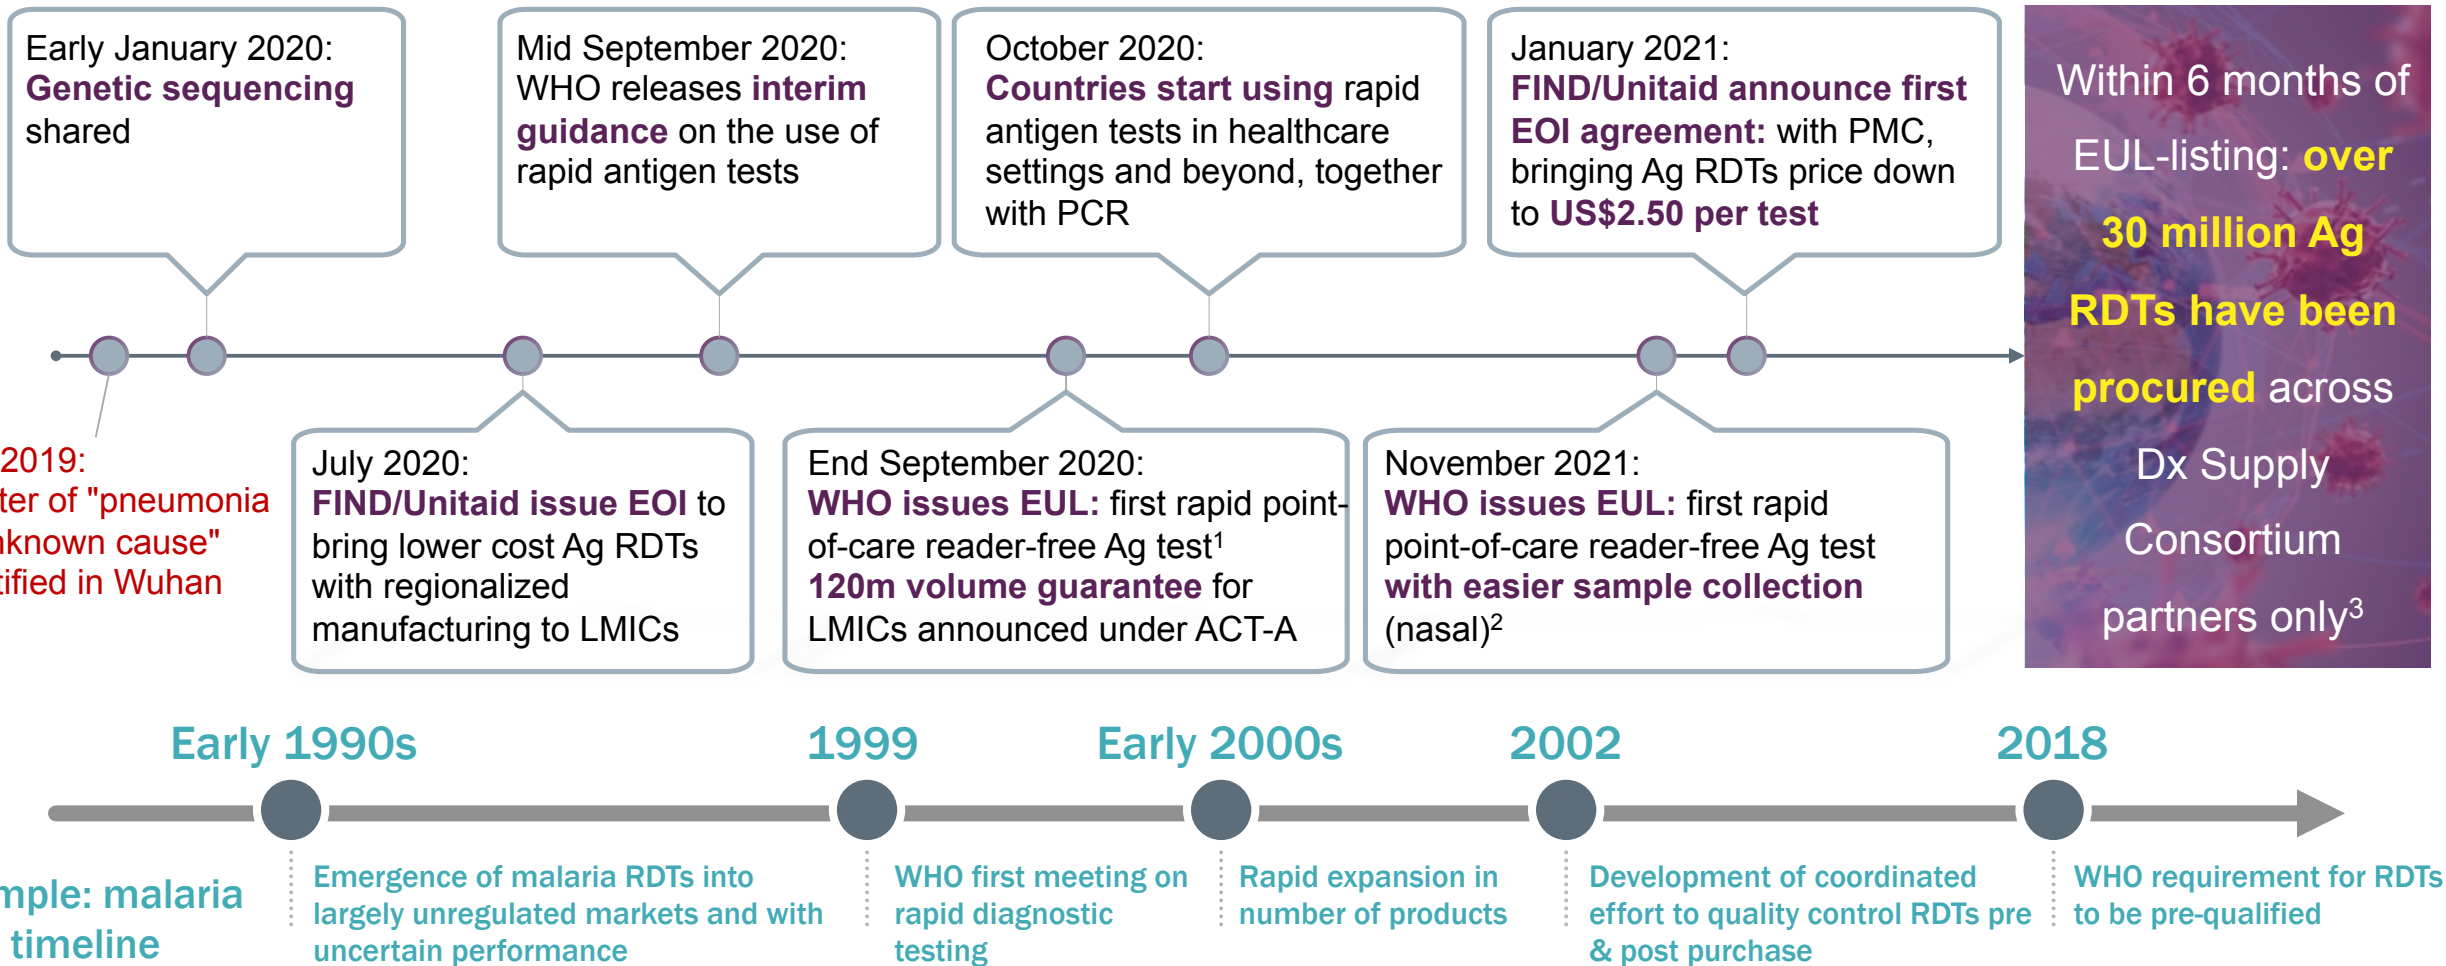 Early January 2020:
Genetic sequencing
shared
Mid September 2020:
WHO releases interim
guidance on the use of
rapid antigen tests
October 2020:
Countries start using rapid
antigen tests in healthcare
settings and beyond, together
with PCR
January 2021:
FIND/Unitaid announce first
EOI agreement: with PMC,
bringing Ag RDTs price down
to US$2.50 per test
2019:
ter of "pneumonia
nknown cause"
tified in Wuhan
July 2020:
FIND/Unitaid issue EOI to
bring lower cost Ag RDTs
with regionalized
manufacturing to LMICs
End September 2020:
WHO issues EUL: first rapid point-
of-care reader-free Ag test¹
120m volume guarantee for
LMICs announced under ACT-A
November 2021:
WHO issues EUL: first rapid
point-of-care reader-free Ag test
with easier sample collection
(nasal)²
Within 6 months of
EUL-listing: over
30 million Ag
RDTs have been
procured across
Dx Supply
Consortium
partners only³
Early 1990s
1999
Early 2000s
2002
2018
mple: malaria
timeline
Emergence of malaria RDTs into
largely unregulated markets and with
uncertain performance
WHO first meeting on
rapid diagnostic
testing
Rapid expansion in
number of products
Development of coordinated
effort to quality control RDTs pre
& post purchase
WHO requirement for RDTs
to be pre-qualified